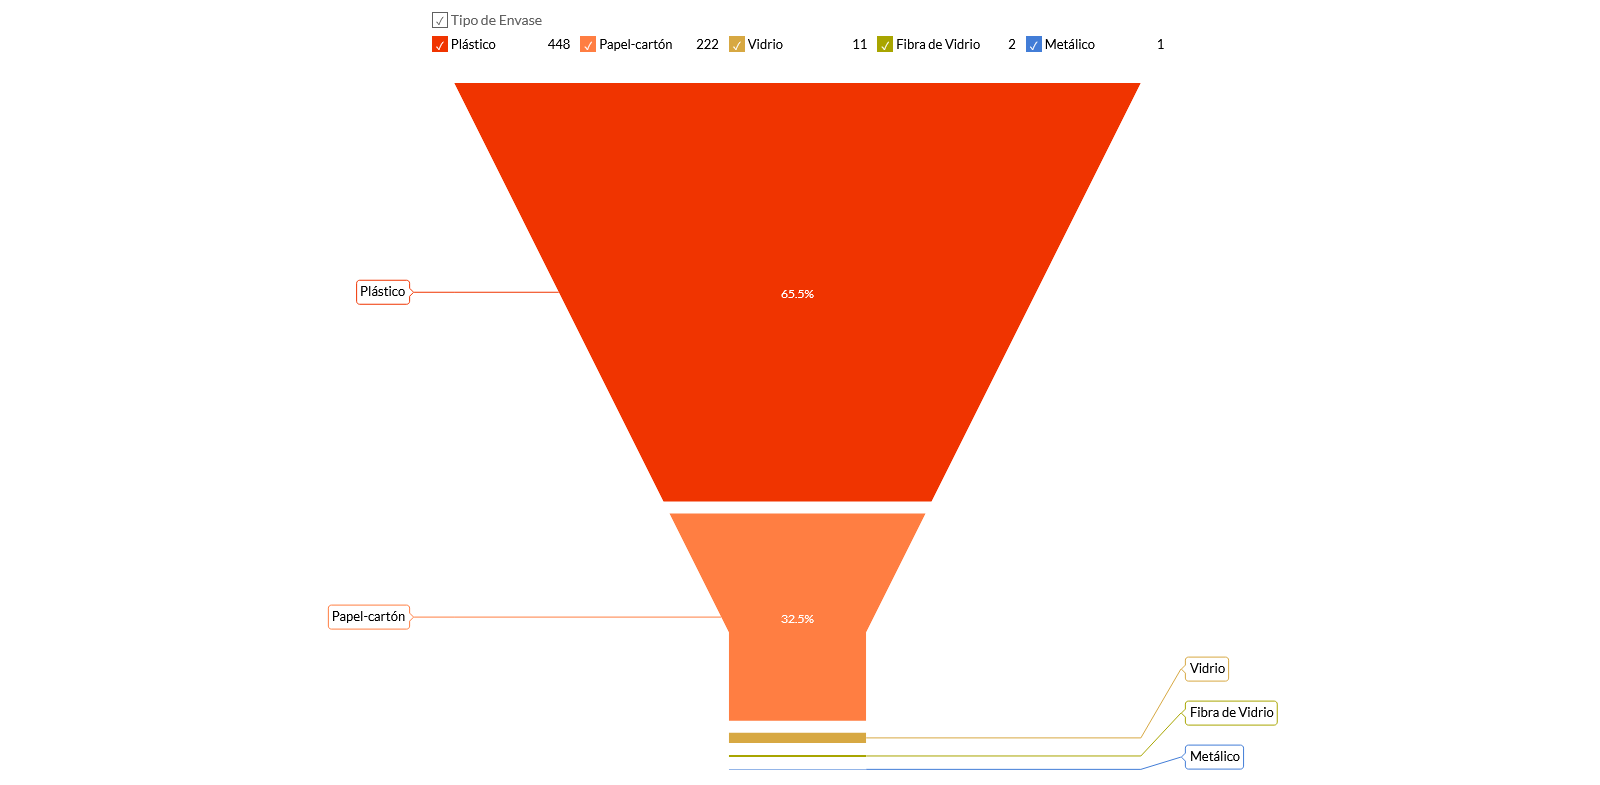 Tipo de Envase
Plástico 448 Papel-cartón 222 Vidrio 11 Fibra de Vidrio 2 Metálico 1
Plástico
65.5%
Papel-cartón
32.5%
Vidrio
Fibra de Vidrio
Metálico